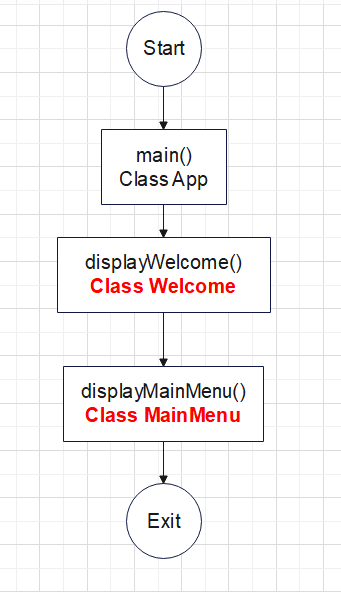 Start
main()
Class App
displayWelcome()
Class Welcome
displayMainMenu()
Class MainMenu
Exit